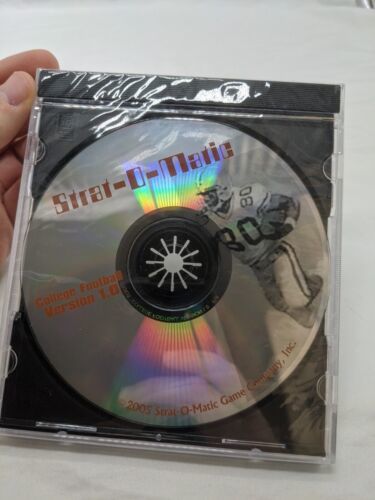 Strat-O-Matic
80
80
College Football
Version 1.0
©2005 Strat-O-Matic Game Company, Inc.